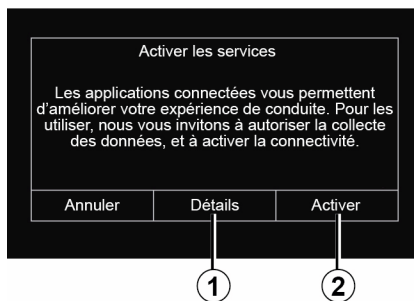 Activer les services
Les applications connectées vous permettent
d’améliorer votre expérience de conduite. Pour les
utiliser, nous vous invitons à autoriser la collecte
des données, et à activer la connectivité.
Annuler Détails Activer
1 2